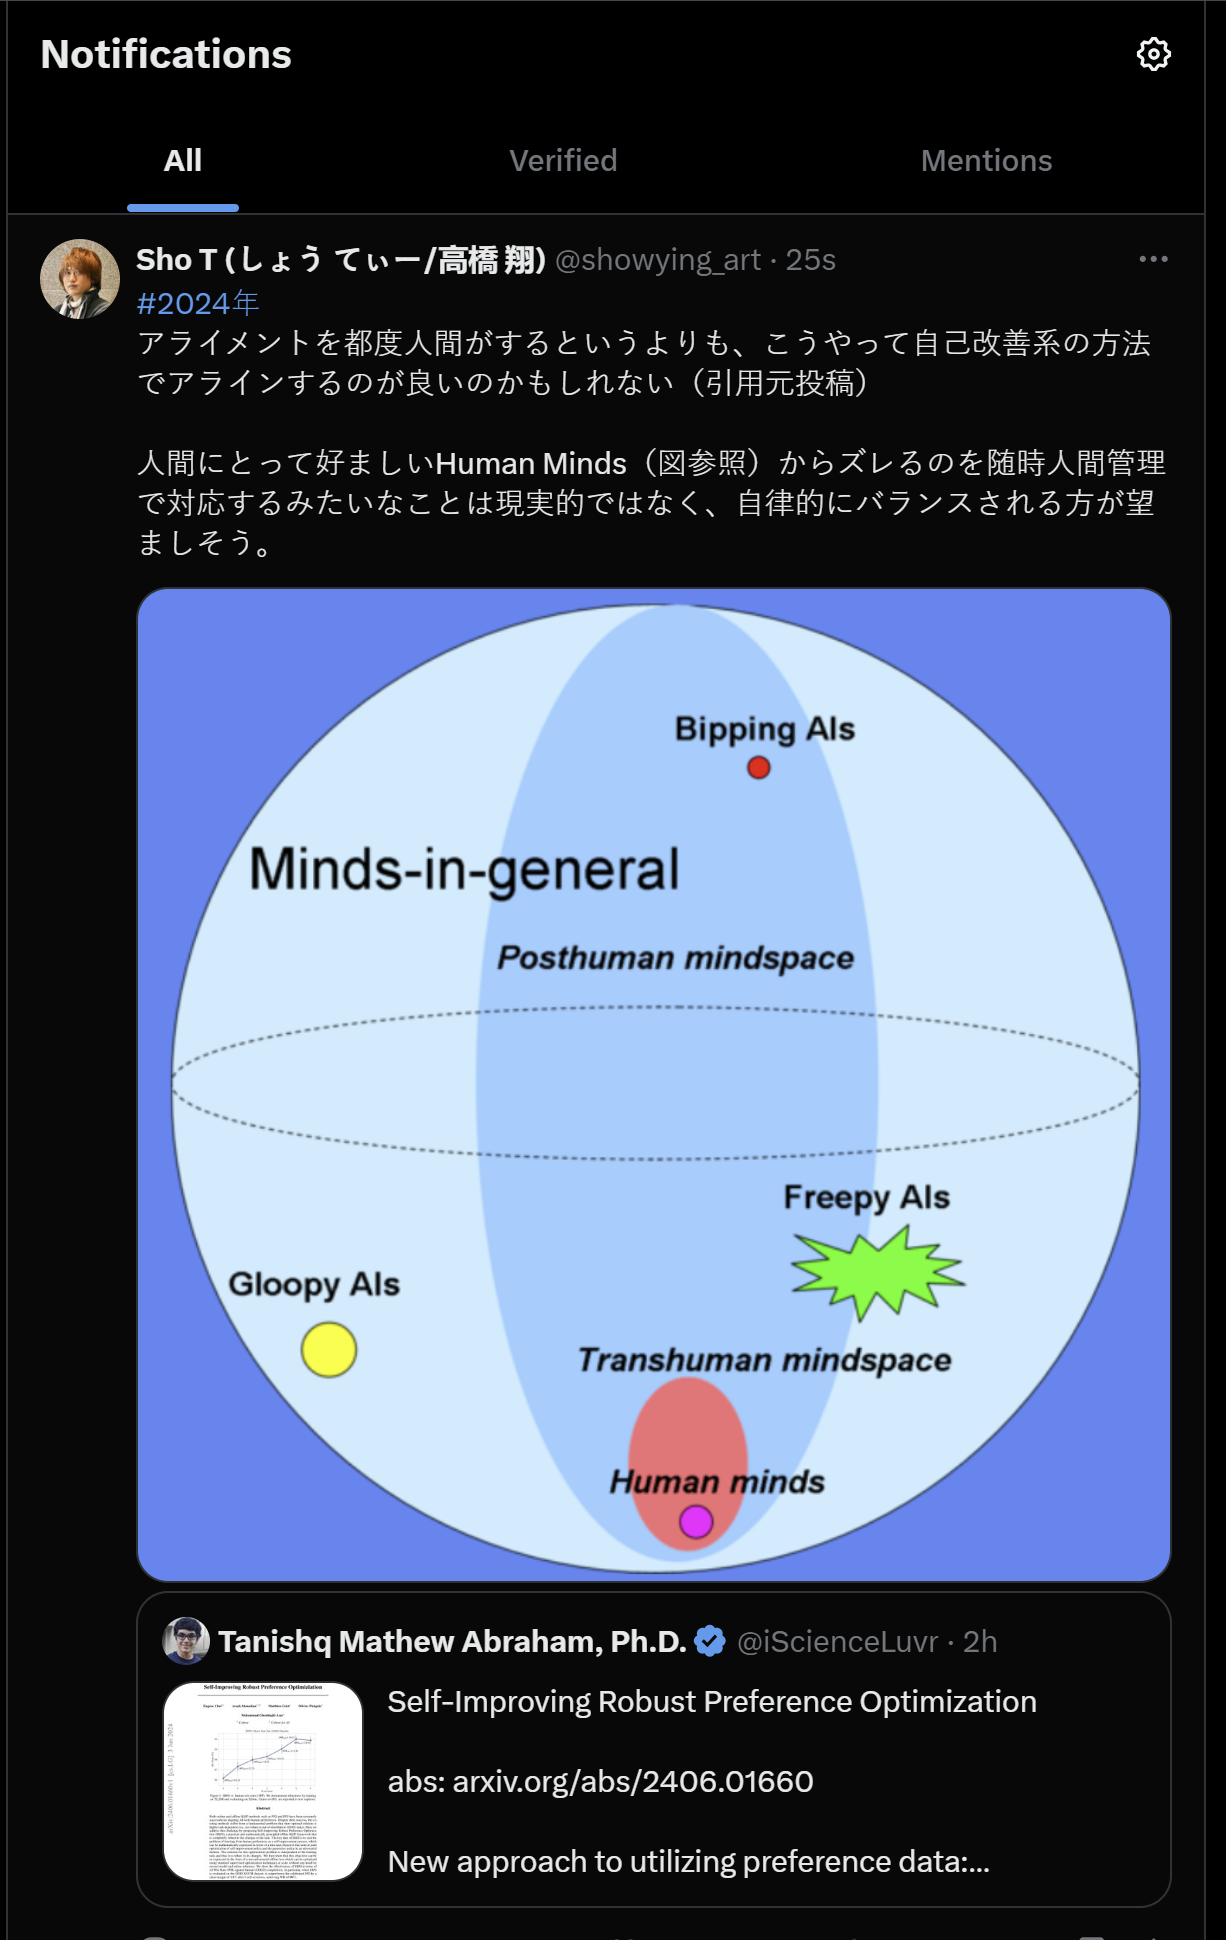 Notifications
All
Verified
Mentions
Sho T (しょう てぃー/高橋 翔) @showying_art · 25s
#2024年
アライメントを都度人間がするというよりも、こうやって自己改善系の方法
でアラインするのが良いのかもしれない（引用元投稿）
人間にとって好ましいHuman Minds（図参照）からズレるのを随時人間管理
で対応するみたいなことは現実的ではなく、自律的にバランスされる方が望
ましそう。
Bipping AIs
Minds-in-general
Posthuman mindspace
Freepy AIs
Gloopy AIs
Transhuman mindspace
Human minds
Tanishq Mathew Abraham, Ph.D. @iScienceLuvr · 2h
Self-Improving Robust Preference Optimization
Self-Improving Robust Preference Optimization
abs: arxiv.org/abs/2406.01660
New approach to utilizing preference data:...